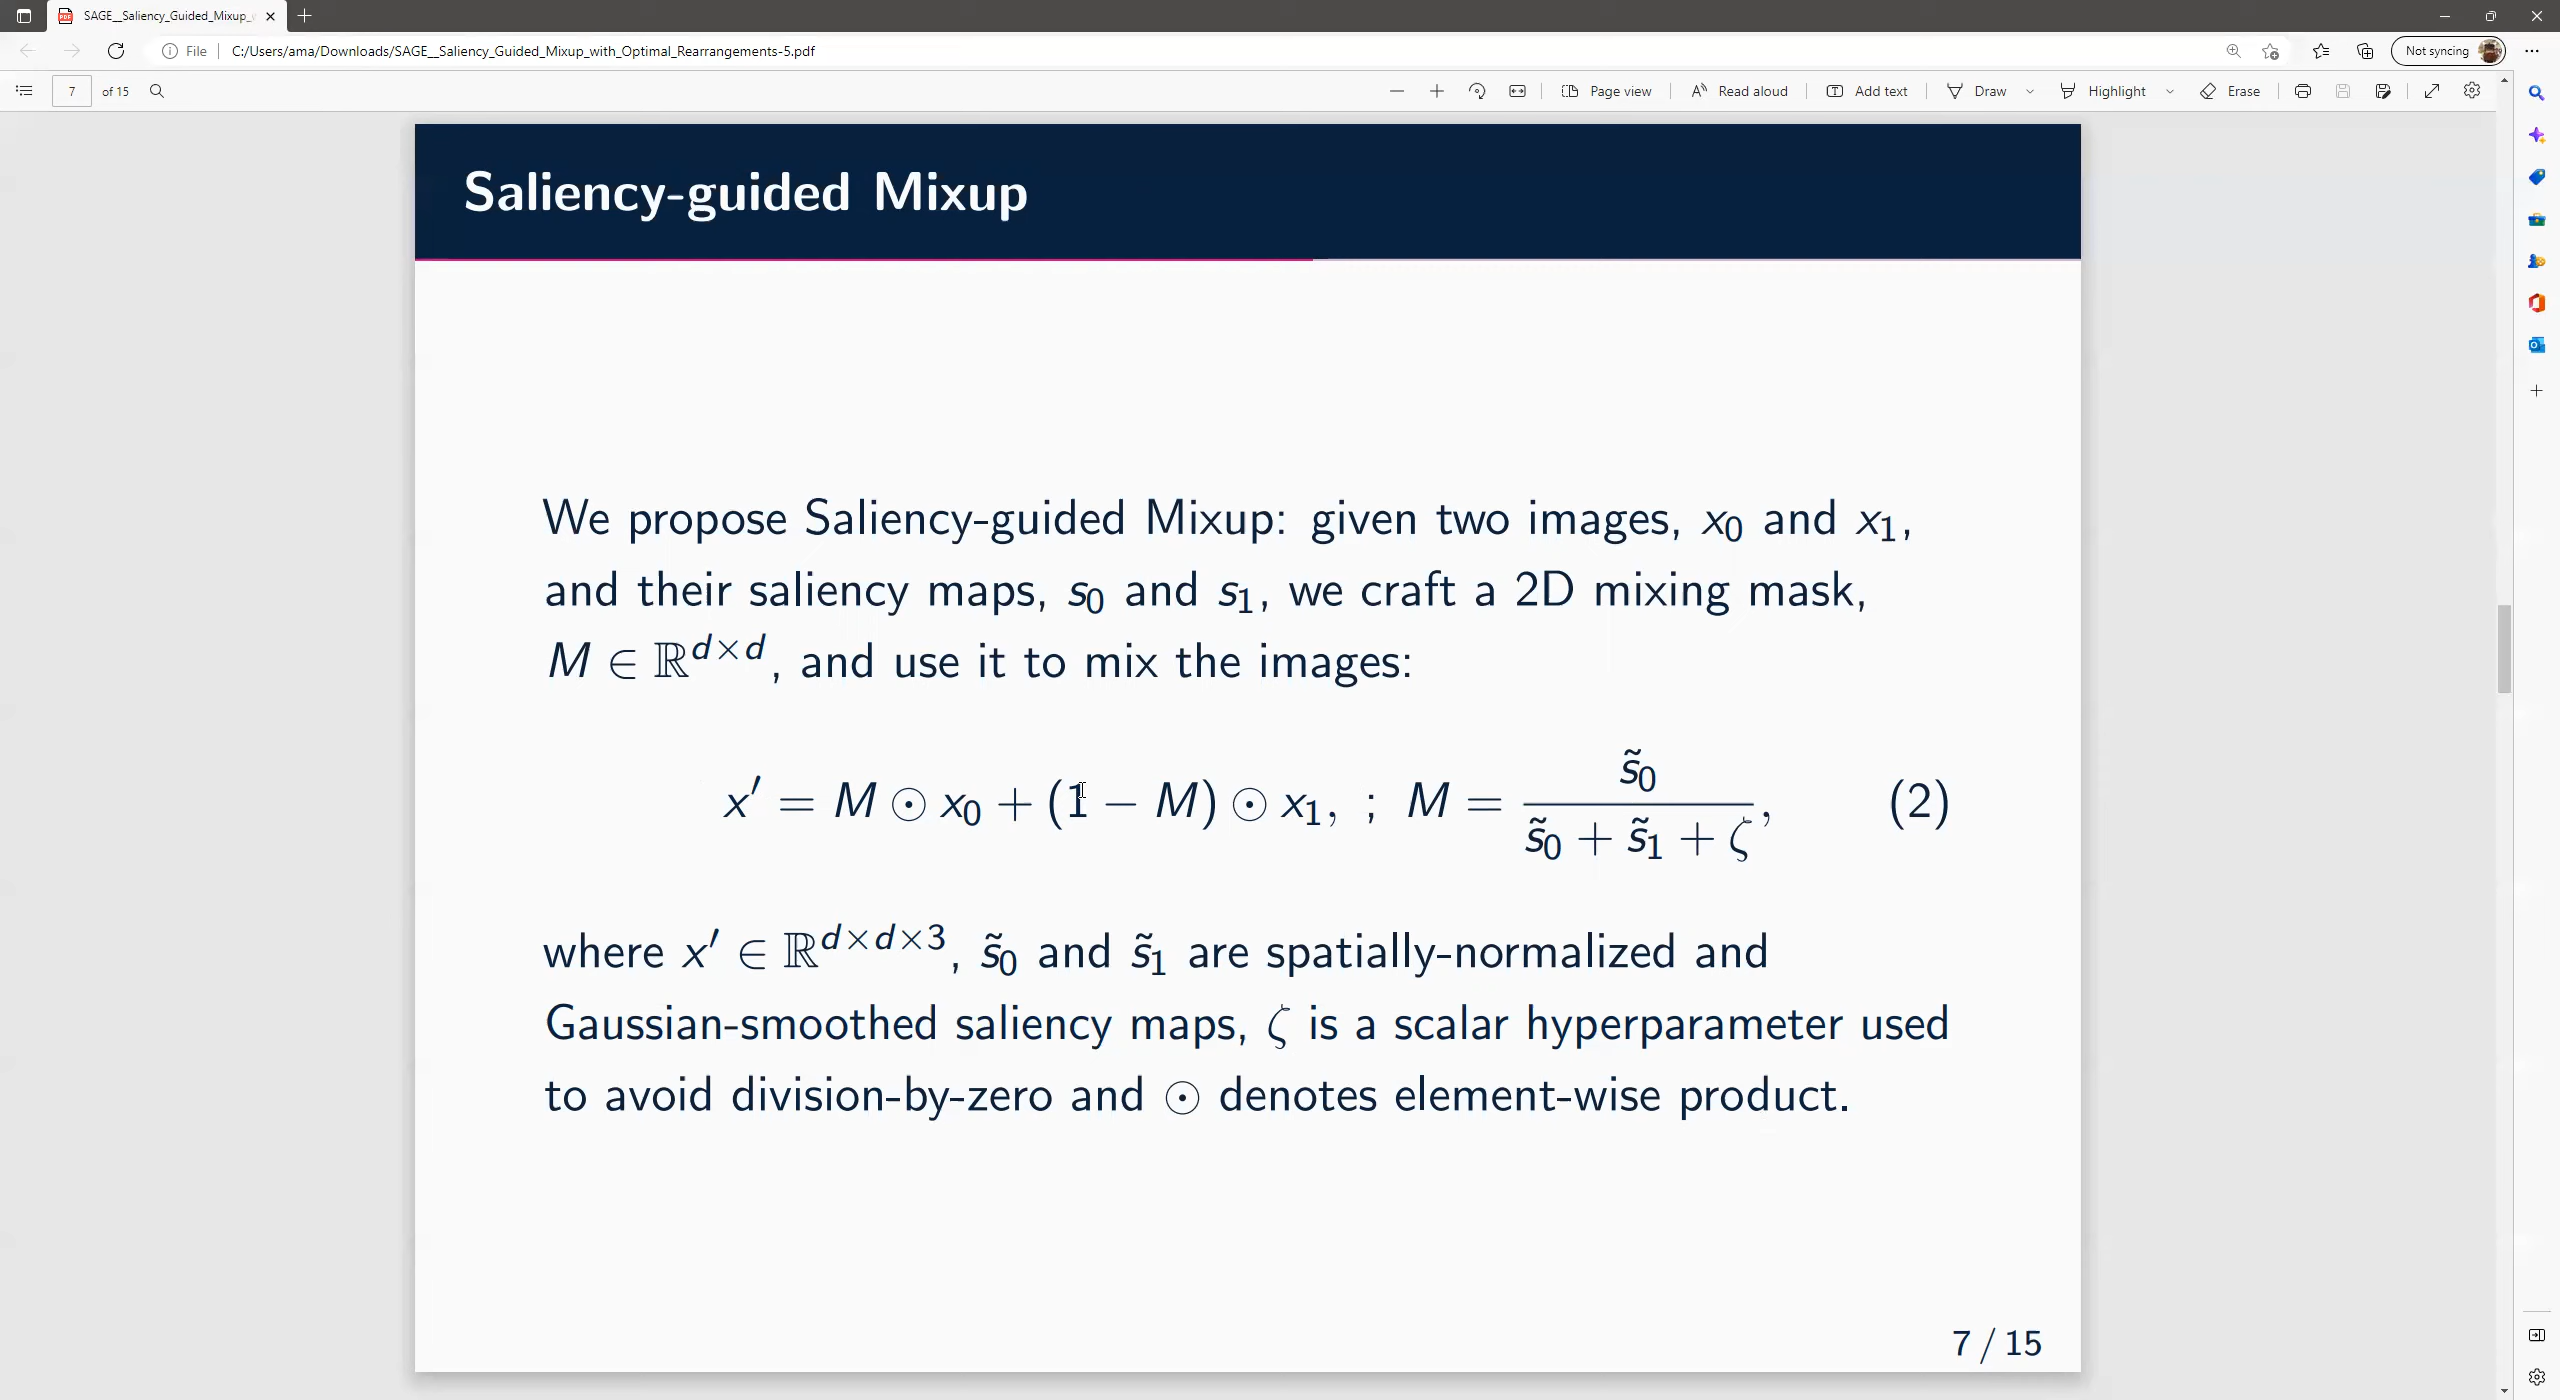 SAGE__Saliency_Guided_Mixup_w
File
C:/Users/ama/Downloads/SAGE__Saliency_Guided_Mixup_with_Optimal_Rearrangements-5.pdf
Not syncing
7 of 15
Page view
Read aloud
Add text
Draw
Highlight
Erase
Saliency-guided Mixup
We propose Saliency-guided Mixup: given two images, x₀ and x₁,
and their saliency maps, s₀ and s₁, we craft a 2D mixing mask,
M ∈ ℝ^{d×d}, and use it to mix the images:
x′ = M ⊙ x₀ + (1 − M) ⊙ x₁, ; M = s̃₀ / (s̃₀ + s̃₁ + ζ), (2)
where x′ ∈ ℝ^{d×d×3}, s̃₀ and s̃₁ are spatially-normalized and
Gaussian-smoothed saliency maps, ζ is a scalar hyperparameter used
to avoid division-by-zero and ⊙ denotes element-wise product.
7 / 15